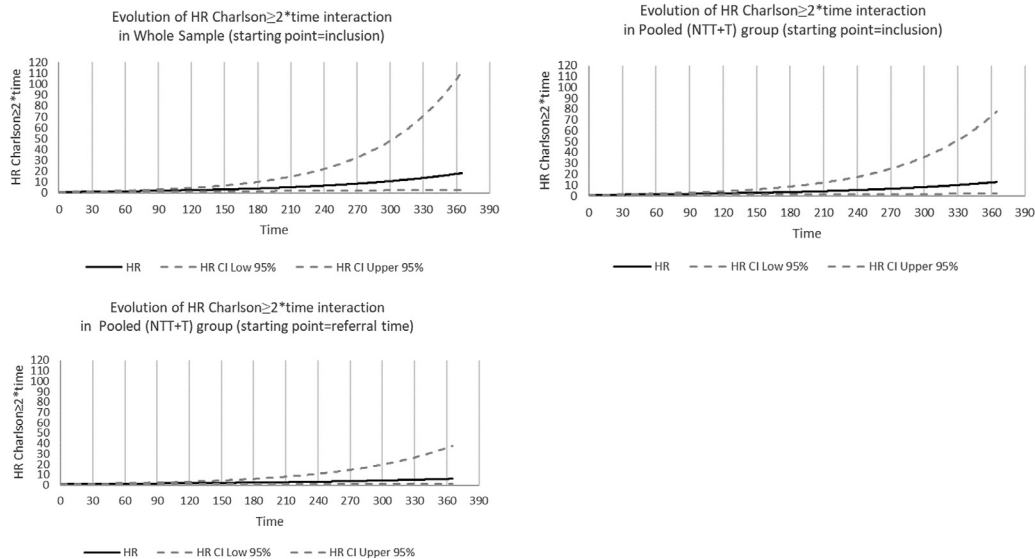 Evolution of HR Charlson≥2*time interaction
in Whole Sample (starting point=inclusion)
HR Charlson≥2*time
120
110
100
90
80
70
60
50
40
30
20
10
0
0 30 60 90 120 150 180 210 240 270 300 330 360 390
Time
HR HR CI Low 95% HR CI Upper 95%
Evolution of HR Charlson≥2*time interaction
in Pooled (NTT+T) group (starting point=inclusion)
HR Charlson≥2*time
120
110
100
90
80
70
60
50
40
30
20
10
0
0 30 60 90 120 150 180 210 240 270 300 330 360 390
Time
HR HR CI Low 95% HR CI Upper 95%
Evolution of HR Charlson≥2*time interaction
in Pooled (NTT+T) group (starting point=referral time)
HR Charlson≥2*time
120
110
100
90
80
70
60
50
40
30
20
10
0
0 30 60 90 120 150 180 210 240 270 300 330 360 390
Time
HR HR CI Low 95% HR CI Upper 95%